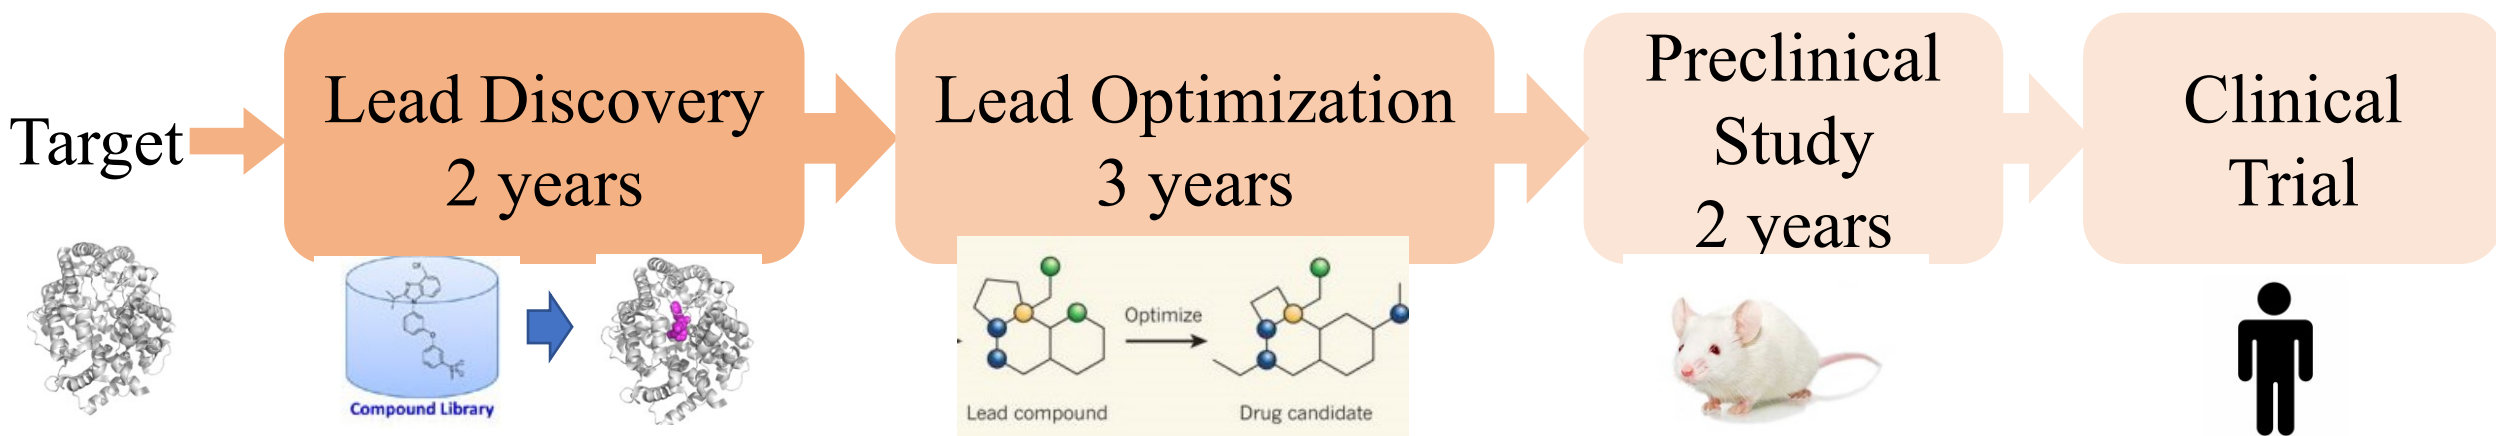 Target
Lead Discovery
2 years
Lead Optimization
3 years
Preclinical
Study
2 years
Clinical
Trial
Compound Library
Optimize
Lead compound
Drug candidate